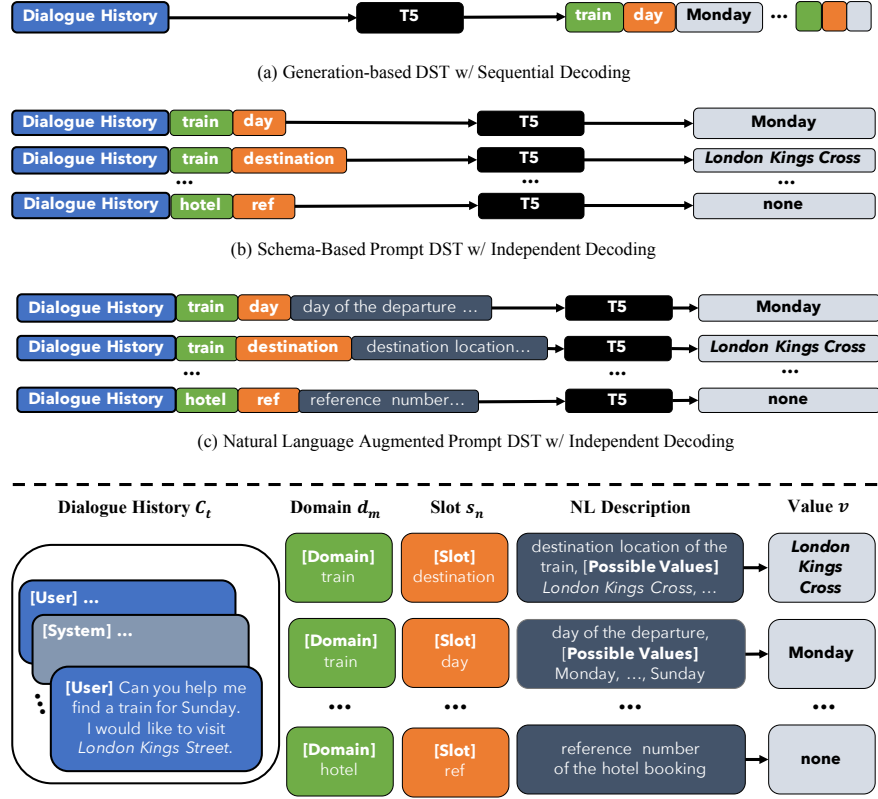 Dialogue History T5 train day Monday ...
(a) Generation-based DST w/ Sequential Decoding
Dialogue History train day T5 Monday
Dialogue History train destination T5 London Kings Cross
... ... ...
Dialogue History hotel ref T5 none
(b) Schema-Based Prompt DST w/ Independent Decoding
Dialogue History train day day of the departure ... T5 Monday
Dialogue History train destination destination location... T5 London Kings Cross
... ... ...
Dialogue History hotel ref reference number... T5 none
(c) Natural Language Augmented Prompt DST w/ Independent Decoding
Dialogue History C_t Domain d_m Slot s_n NL Description Value v
[User] ...
[System] ...
[User] Can you help me
find a train for Sunday.
I would like to visit
London Kings Street.
[Domain]
train
[Slot]
destination
destination location of the
train, [Possible Values]
London Kings Cross, ...
London
Kings
Cross
[Domain]
train
[Slot]
day
day of the departure,
[Possible Values]
Monday, ..., Sunday
Monday
... ... ... ...
[Domain]
hotel
[Slot]
ref
reference number
of the hotel booking
none